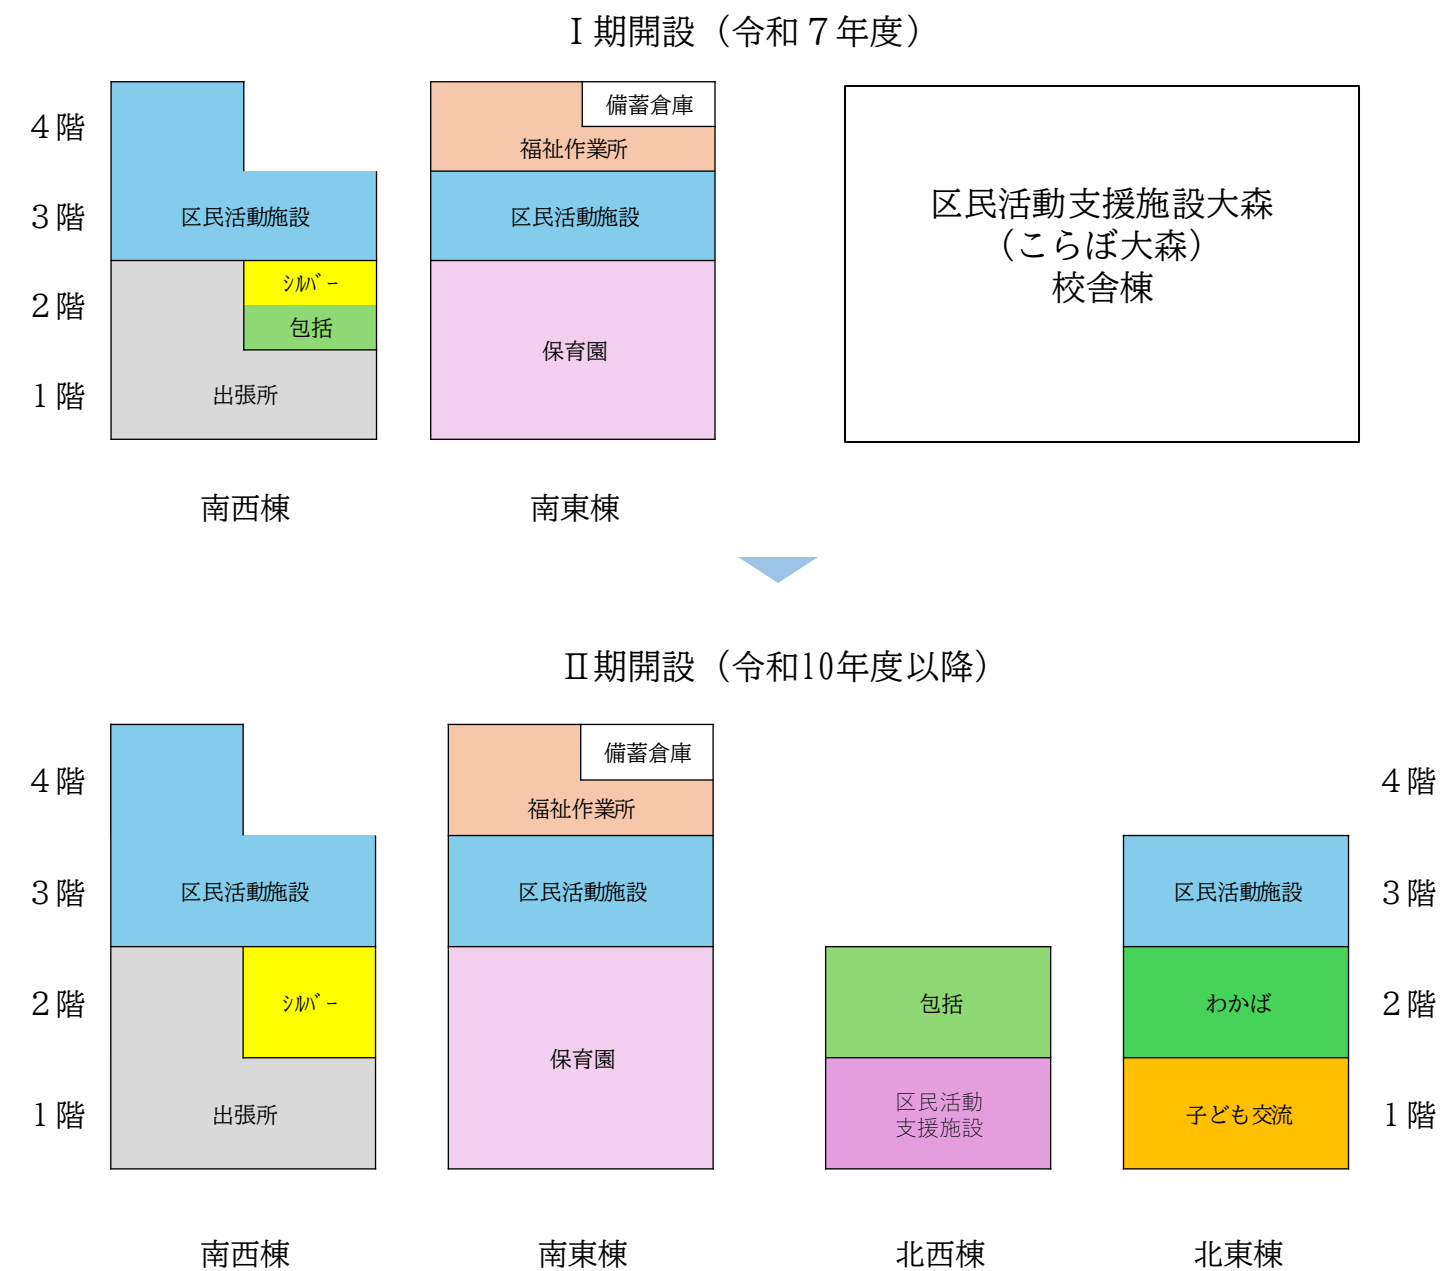 Ⅰ期開設（令和７年度）
４階
備蓄倉庫
福祉作業所
３階
区民活動施設
区民活動施設
区民活動支援施設大森
（こらぼ大森）
校舎棟
２階
ｼﾙﾊﾞｰ
包括
保育園
１階
出張所
南西棟
南東棟
Ⅱ期開設（令和10年度以降）
４階
備蓄倉庫
福祉作業所
４階
３階
区民活動施設
区民活動施設
区民活動施設
３階
２階
ｼﾙﾊﾞｰ
包括
わかば
２階
保育園
１階
出張所
区民活動
支援施設
子ども交流
１階
南西棟
南東棟
北西棟
北東棟